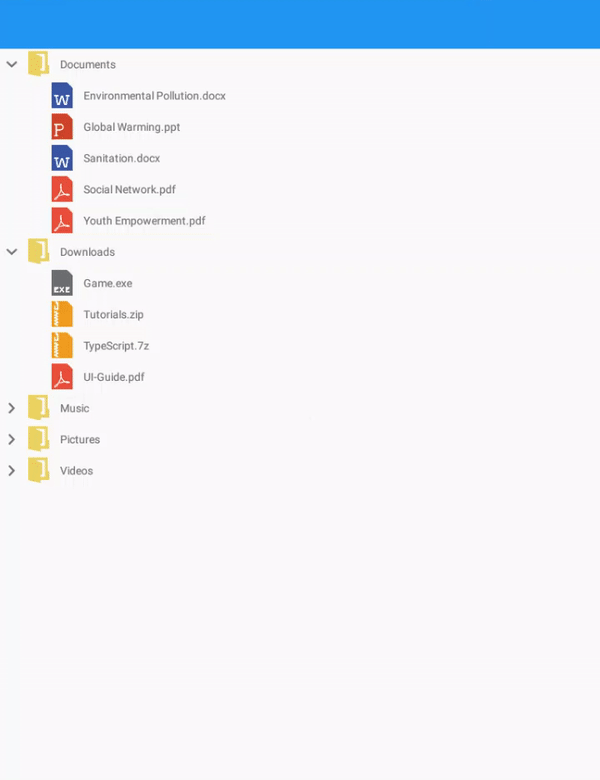 Documents
W Environmental Pollution.docx
P Global Warming.ppt
W Sanitation.docx
Social Network.pdf
Youth Empowerment.pdf
Downloads
EXE Game.exe
Tutorials.zip
TypeScript.7z
UI-Guide.pdf
Music
Pictures
Videos